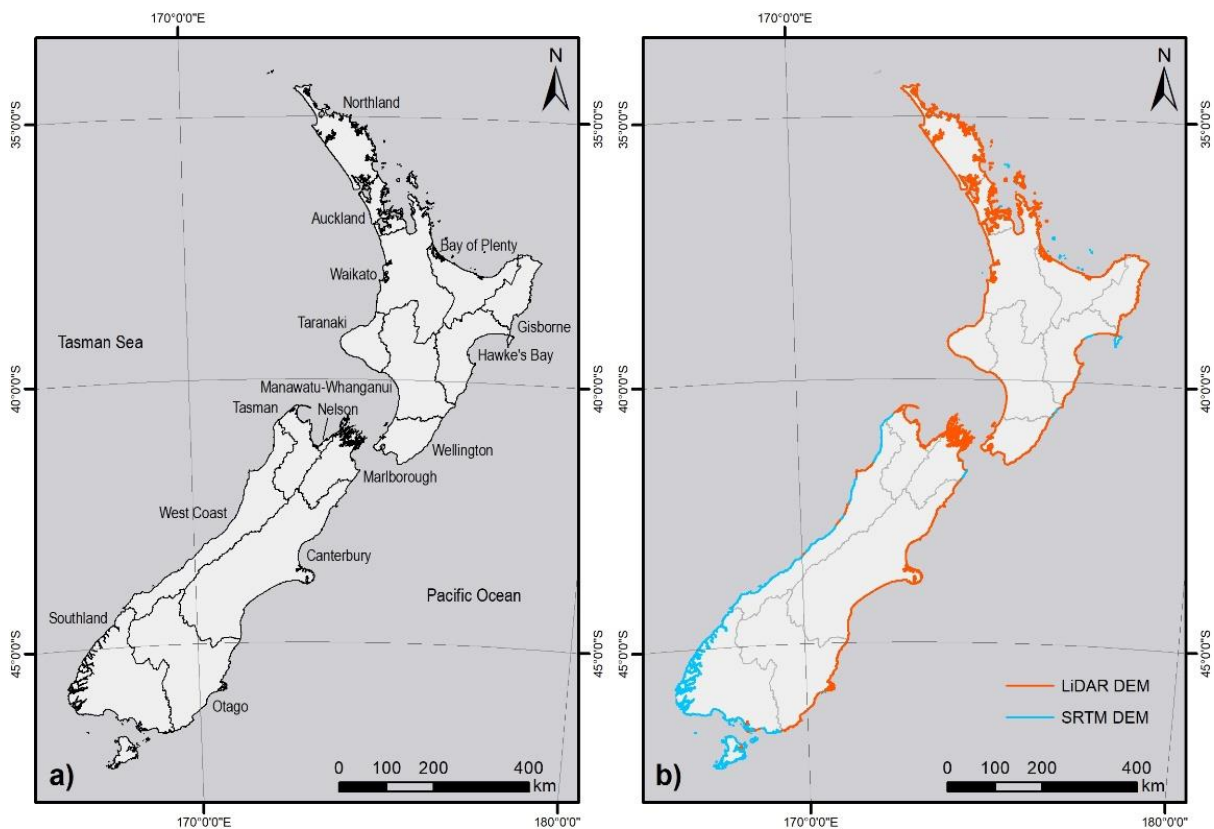 170°0'0"E
170°0'0"E
N
N
35°0'0"S
Northland
35°0'0"S
35°0'0"S
35°0'0"S
Auckland
Bay of Plenty
Waikato
Taranaki
Gisborne
Tasman Sea
Hawke's Bay
40°0'0"S
Manawatu-Whanganui
40°0'0"S
40°0'0"S
40°0'0"S
Tasman
Nelson
Wellington
Marlborough
West Coast
Canterbury
Pacific Ocean
Southland
45°0'0"S
45°0'0"S
45°0'0"S
45°0'0"S
LiDAR DEM
SRTM DEM
Otago
a)
0 100 200 400
km
b)
0 100 200 400
km
170°0'0"E
180°0'0"
170°0'0"E
180°0'0"